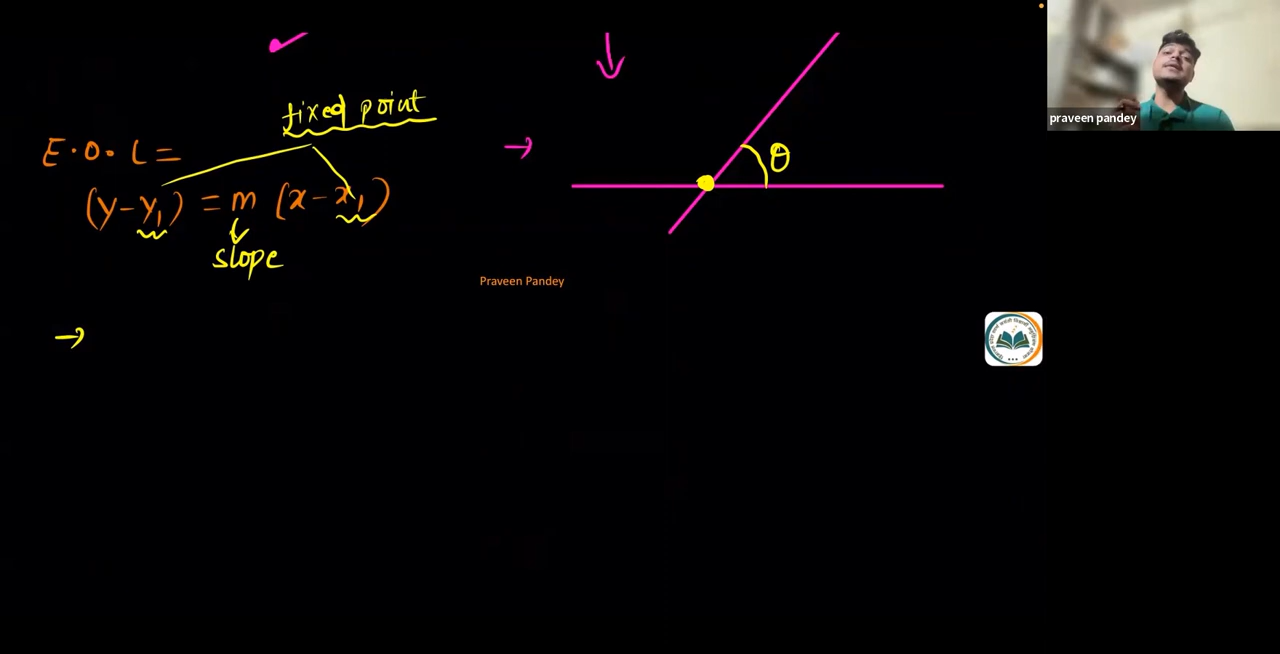 praveen pandey
fixed point
E.O.L =
(y-y₁) = m (x-x₁)
slope
→
θ
→
Praveen Pandey